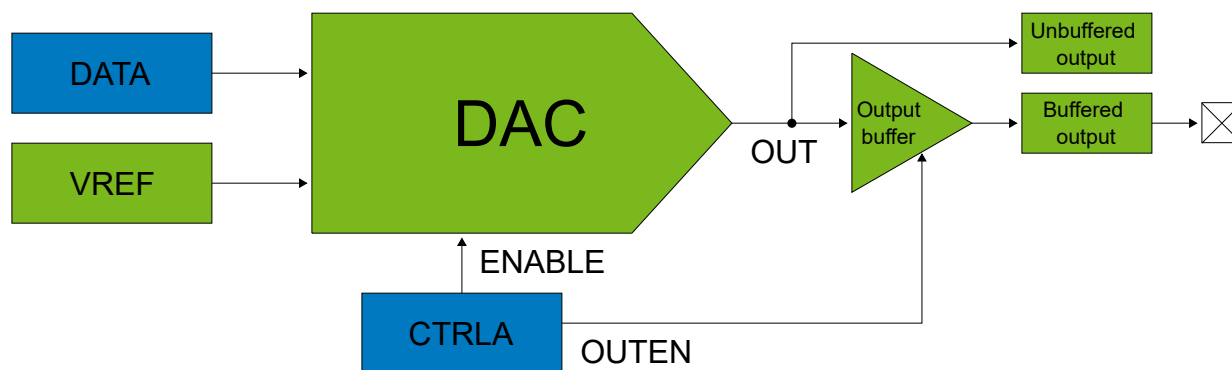 DATA
VREF
DAC
OUT
Output
buffer
Unbuffered
output
Buffered
output
ENABLE
CTRLA
OUTEN